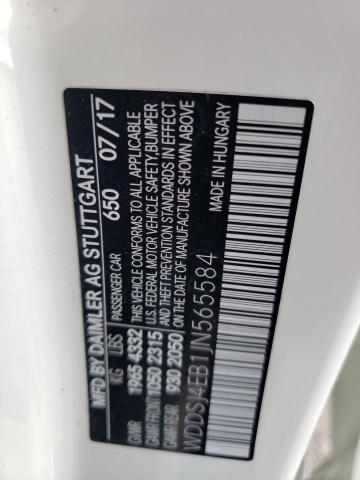 MFD BY DAIMLER AG STUTTGART
PASSENGER CAR 650 07/17
KG LBS THIS VEHICLE CONFORMS TO ALL APPLICABLE
GVWR 1965 4332 U.S. FEDERAL MOTOR VEHICLE SAFETY, BUMPER
GAWR FRONT 1050 2315 AND THEFT PREVENTION STANDARDS IN EFFECT
GAWR REAR 930 2050 ON THE DATE OF MANUFACTURE SHOWN ABOVE
MADE IN HUNGARY
WDDSJ4EB1JN565584